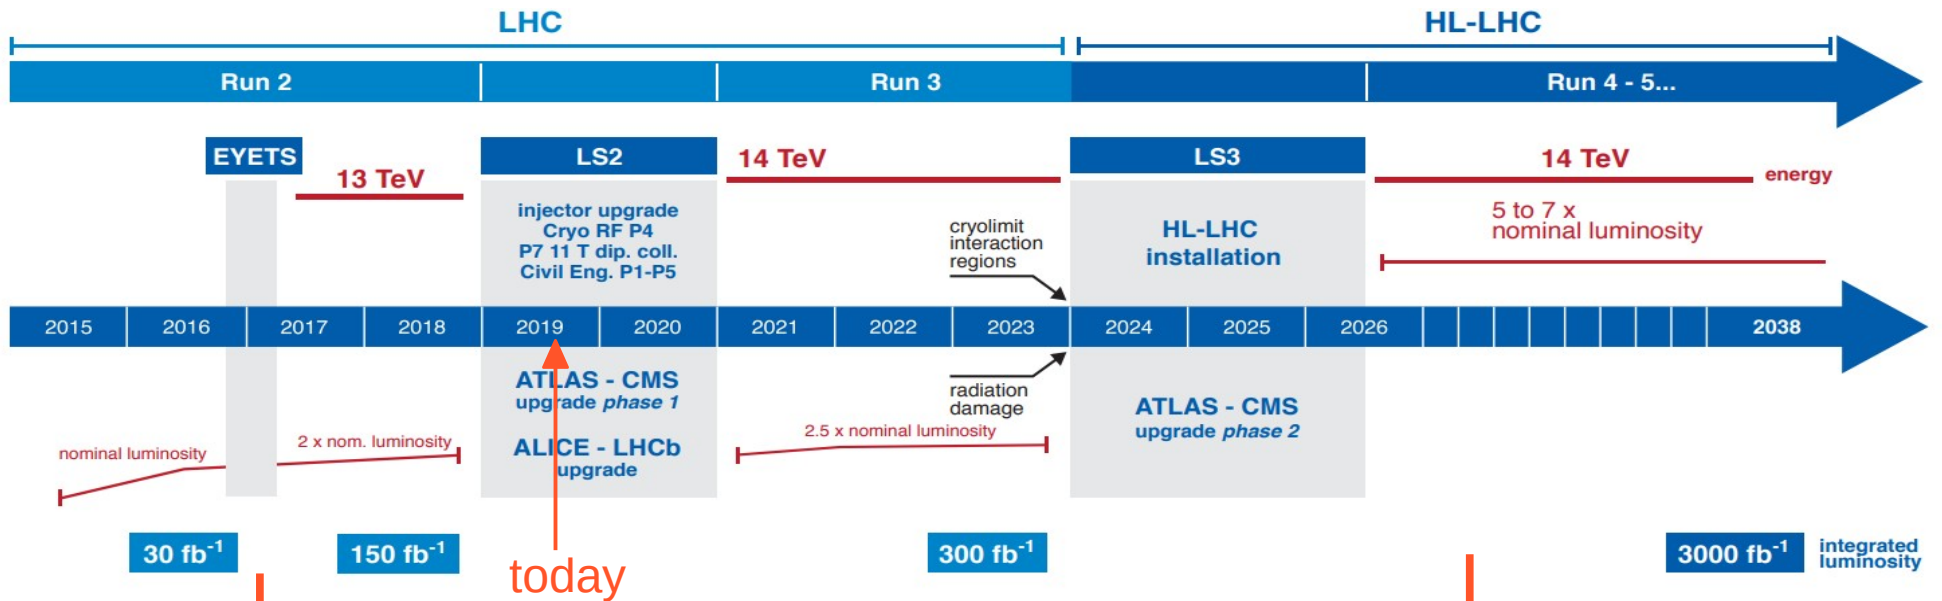 LHC
HL-LHC
Run 2
Run 3
Run 4 - 5...
EYETS
LS2
14 TeV
LS3
14 TeV
energy
13 TeV
injector upgrade
Cryo RF P4
P7 11 T dip. coll.
Civil Eng. P1-P5
cryolimit
interaction
regions
HL-LHC
installation
5 to 7 x
nominal luminosity
2015 2016 2017 2018 2019 2020 2021 2022 2023 2024 2025 2026 2038
ATLAS - CMS
upgrade phase 1
ALICE - LHCb
upgrade
radiation
damage
ATLAS - CMS
upgrade phase 2
nominal luminosity
2 x nom. luminosity
2.5 x nominal luminosity
30 fb-1
150 fb-1
300 fb-1
3000 fb-1
integrated
luminosity
today